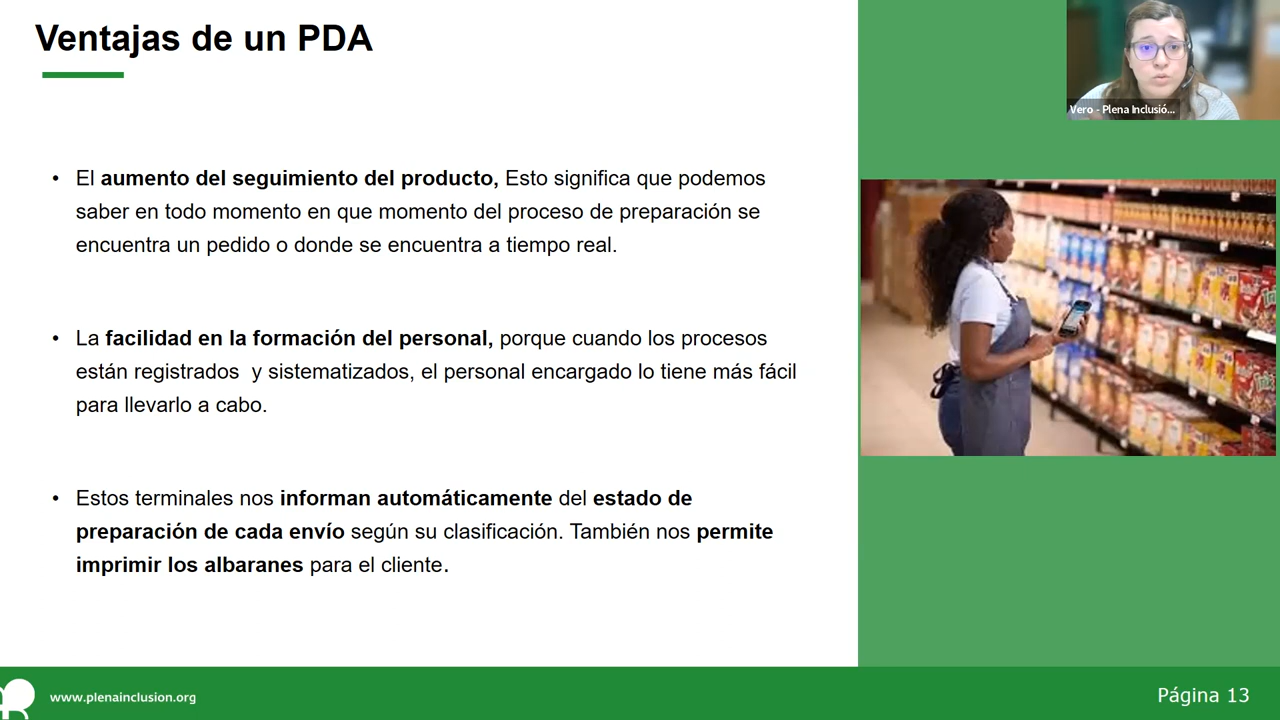 Ventajas de un PDA
Vero - Plena Inclusió...
• El aumento del seguimiento del producto, Esto significa que podemos
saber en todo momento en que momento del proceso de preparación se
encuentra un pedido o donde se encuentra a tiempo real.
• La facilidad en la formación del personal, porque cuando los procesos
están registrados  y sistematizados, el personal encargado lo tiene más fácil
para llevarlo a cabo.
• Estos terminales nos informan automáticamente del estado de
preparación de cada envío según su clasificación. También nos permite
imprimir los albaranes para el cliente.
www.plenainclusion.org
Página 13